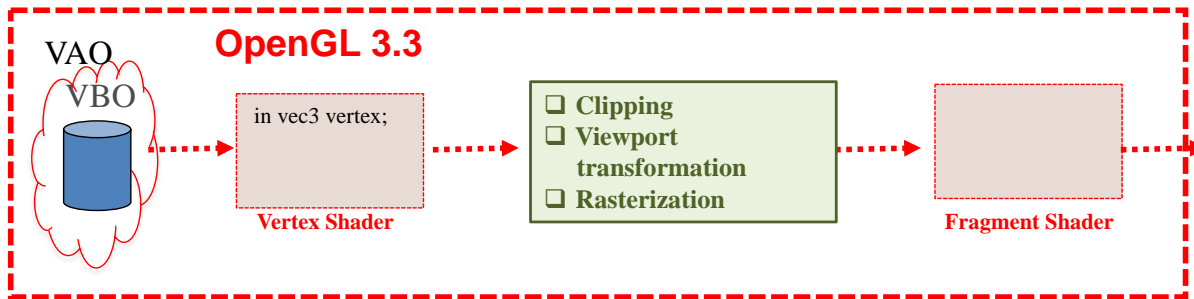 OpenGL 3.3
VAO
VBO
in vec3 vertex;
Vertex Shader
❑ Clipping
❑ Viewport
transformation
❑ Rasterization
Fragment Shader